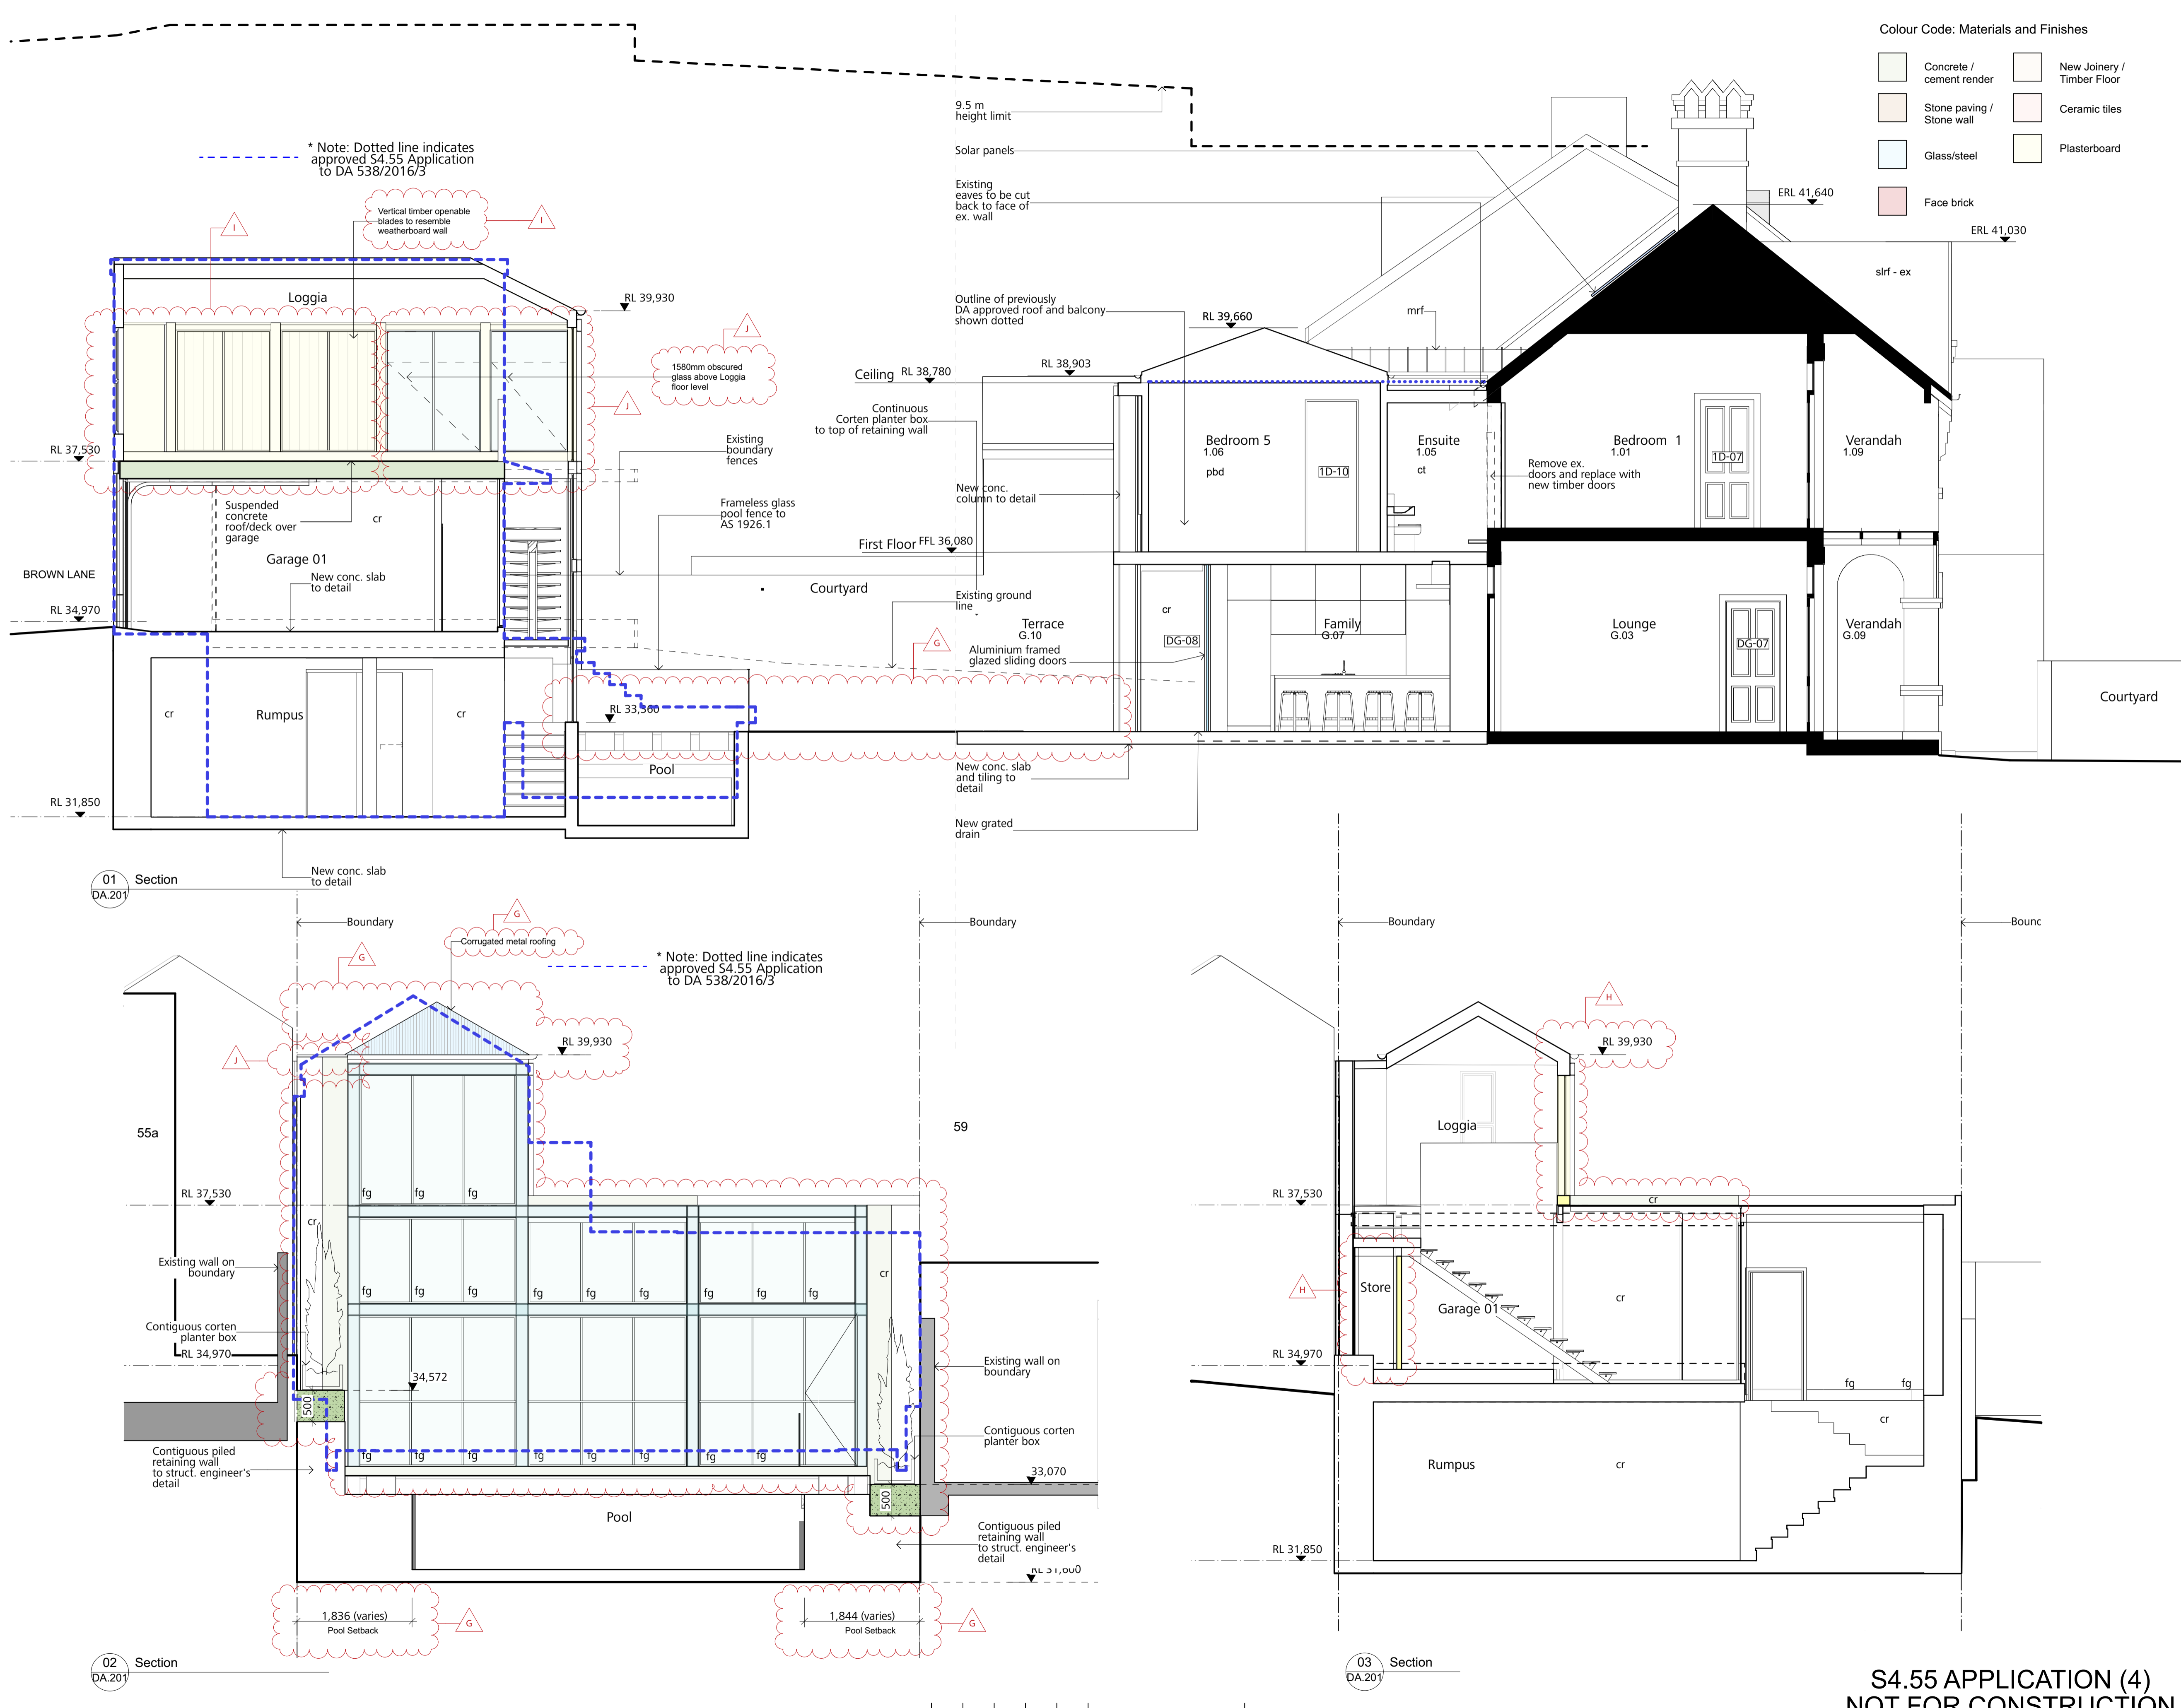 Colour Code: Materials and Finishes
Concrete /
cement render
New Joinery /
Timber Floor
Stone paving /
Stone wall
Ceramic tiles
Glass/steel
Plasterboard
Face brick
9.5 m
height limit
Solar panels
Existing
eaves to be cut
back to face of
ex. wall
* Note: Dotted line indicates
approved S4.55 Application
to DA 538/2016/3
Vertical timber openable
blades to resemble
weatherboard wall
I
I
Loggia
RL 39,930
J
1580mm obscured
glass above Loggia
floor level
J
Outline of previously
DA approved roof and balcony
shown dotted
RL 39,660
mrf
ERL 41,640
ERL 41,030
slrf - ex
Ceiling RL 38,780
RL 38,903
Continuous
Corten planter box
to top of retaining wall
Existing
boundary
fences
RL 37,530
Bedroom 5
1.06
pbd
1D-10
Ensuite
1.05
ct
Remove ex.
doors and replace with
new timber doors
Bedroom 1
1.01
1D-07
Verandah
1.09
New conc.
column to detail
Suspended
concrete
roof/deck over
garage
cr
Frameless glass
pool fence to
AS 1926.1
First Floor FFL 36,080
Garage 01
BROWN LANE
New conc. slab
to detail
Courtyard
Existing ground
line
RL 34,970
Terrace
G.10
cr
DG-08
Family
G.07
Lounge
G.03
DG-07
Verandah
G.09
G
Aluminium framed
glazed sliding doors
Courtyard
cr
Rumpus
cr
RL 33,360
Pool
New conc. slab
and tiling to
detail
RL 31,850
New grated
drain
New conc. slab
to detail
01
DA.201
Section
Boundary
G
Corrugated metal roofing
G
* Note: Dotted line indicates
approved S4.55 Application
to DA 538/2016/3
Boundary
J
RL 39,930
55a
59
RL 37,530
fg
fg
fg
cr
Existing wall on
boundary
cr
fg
fg
fg
fg
fg
fg
fg
fg
fg
Contiguous corten
planter box
RL 34,970
34,572
500
Existing wall on
boundary
Contiguous corten
planter box
Contiguous piled
retaining wall
to struct. engineer's
detail
fg
fg
fg
fg
fg
fg
fg
fg
33,070
500
Pool
Contiguous piled
retaining wall
to struct. engineer's
detail
RL 31,600
1,836 (varies)
Pool Setback
G
1,844 (varies)
Pool Setback
G
02
DA.201
Section
Boundary
H
RL 39,930
Loggia
RL 37,530
cr
H
Store
Garage 01
cr
RL 34,970
fg
fg
cr
Rumpus
cr
RL 31,850
03
DA.201
Section
S4.55 APPLICATION (4)
NOT FOR CONSTRUCTION